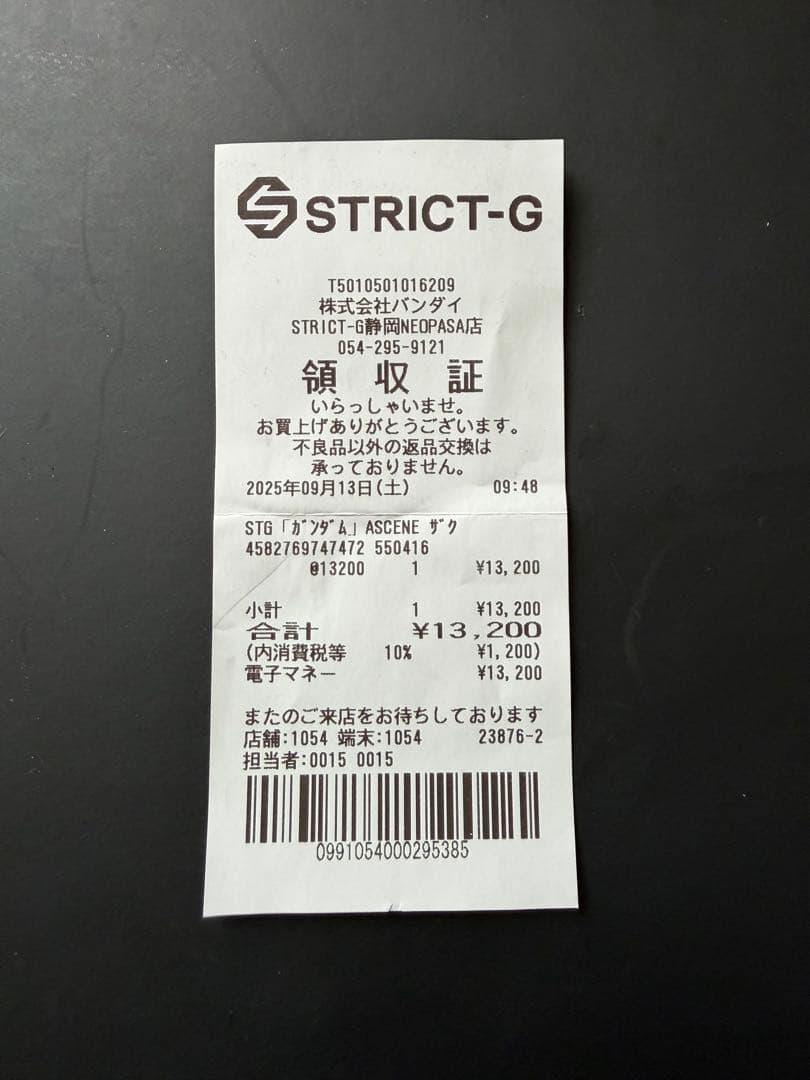 STRICT-G
T5010501016209
株式会社バンダイ
STRICT-G静岡NEOPASA店
054-295-9121
領 収 証
いらっしゃいませ。
お買上げありがとうございます。
不良品以外の返品交換は
承っておりません。
2025年09月13日(土) 09:48
STG「ｶﾞﾝﾀﾞﾑ」ASCENE ｻﾞｸ
4582769747472 550416
@13200 1 ¥13,200
小計 1 ¥13,200
合計 ¥13,200
(内消費税等 10% ¥1,200)
電子マネー ¥13,200
またのご来店をお待ちしております
店舗:1054 端末:1054 23876-2
担当者:0015 0015
0991054000295385